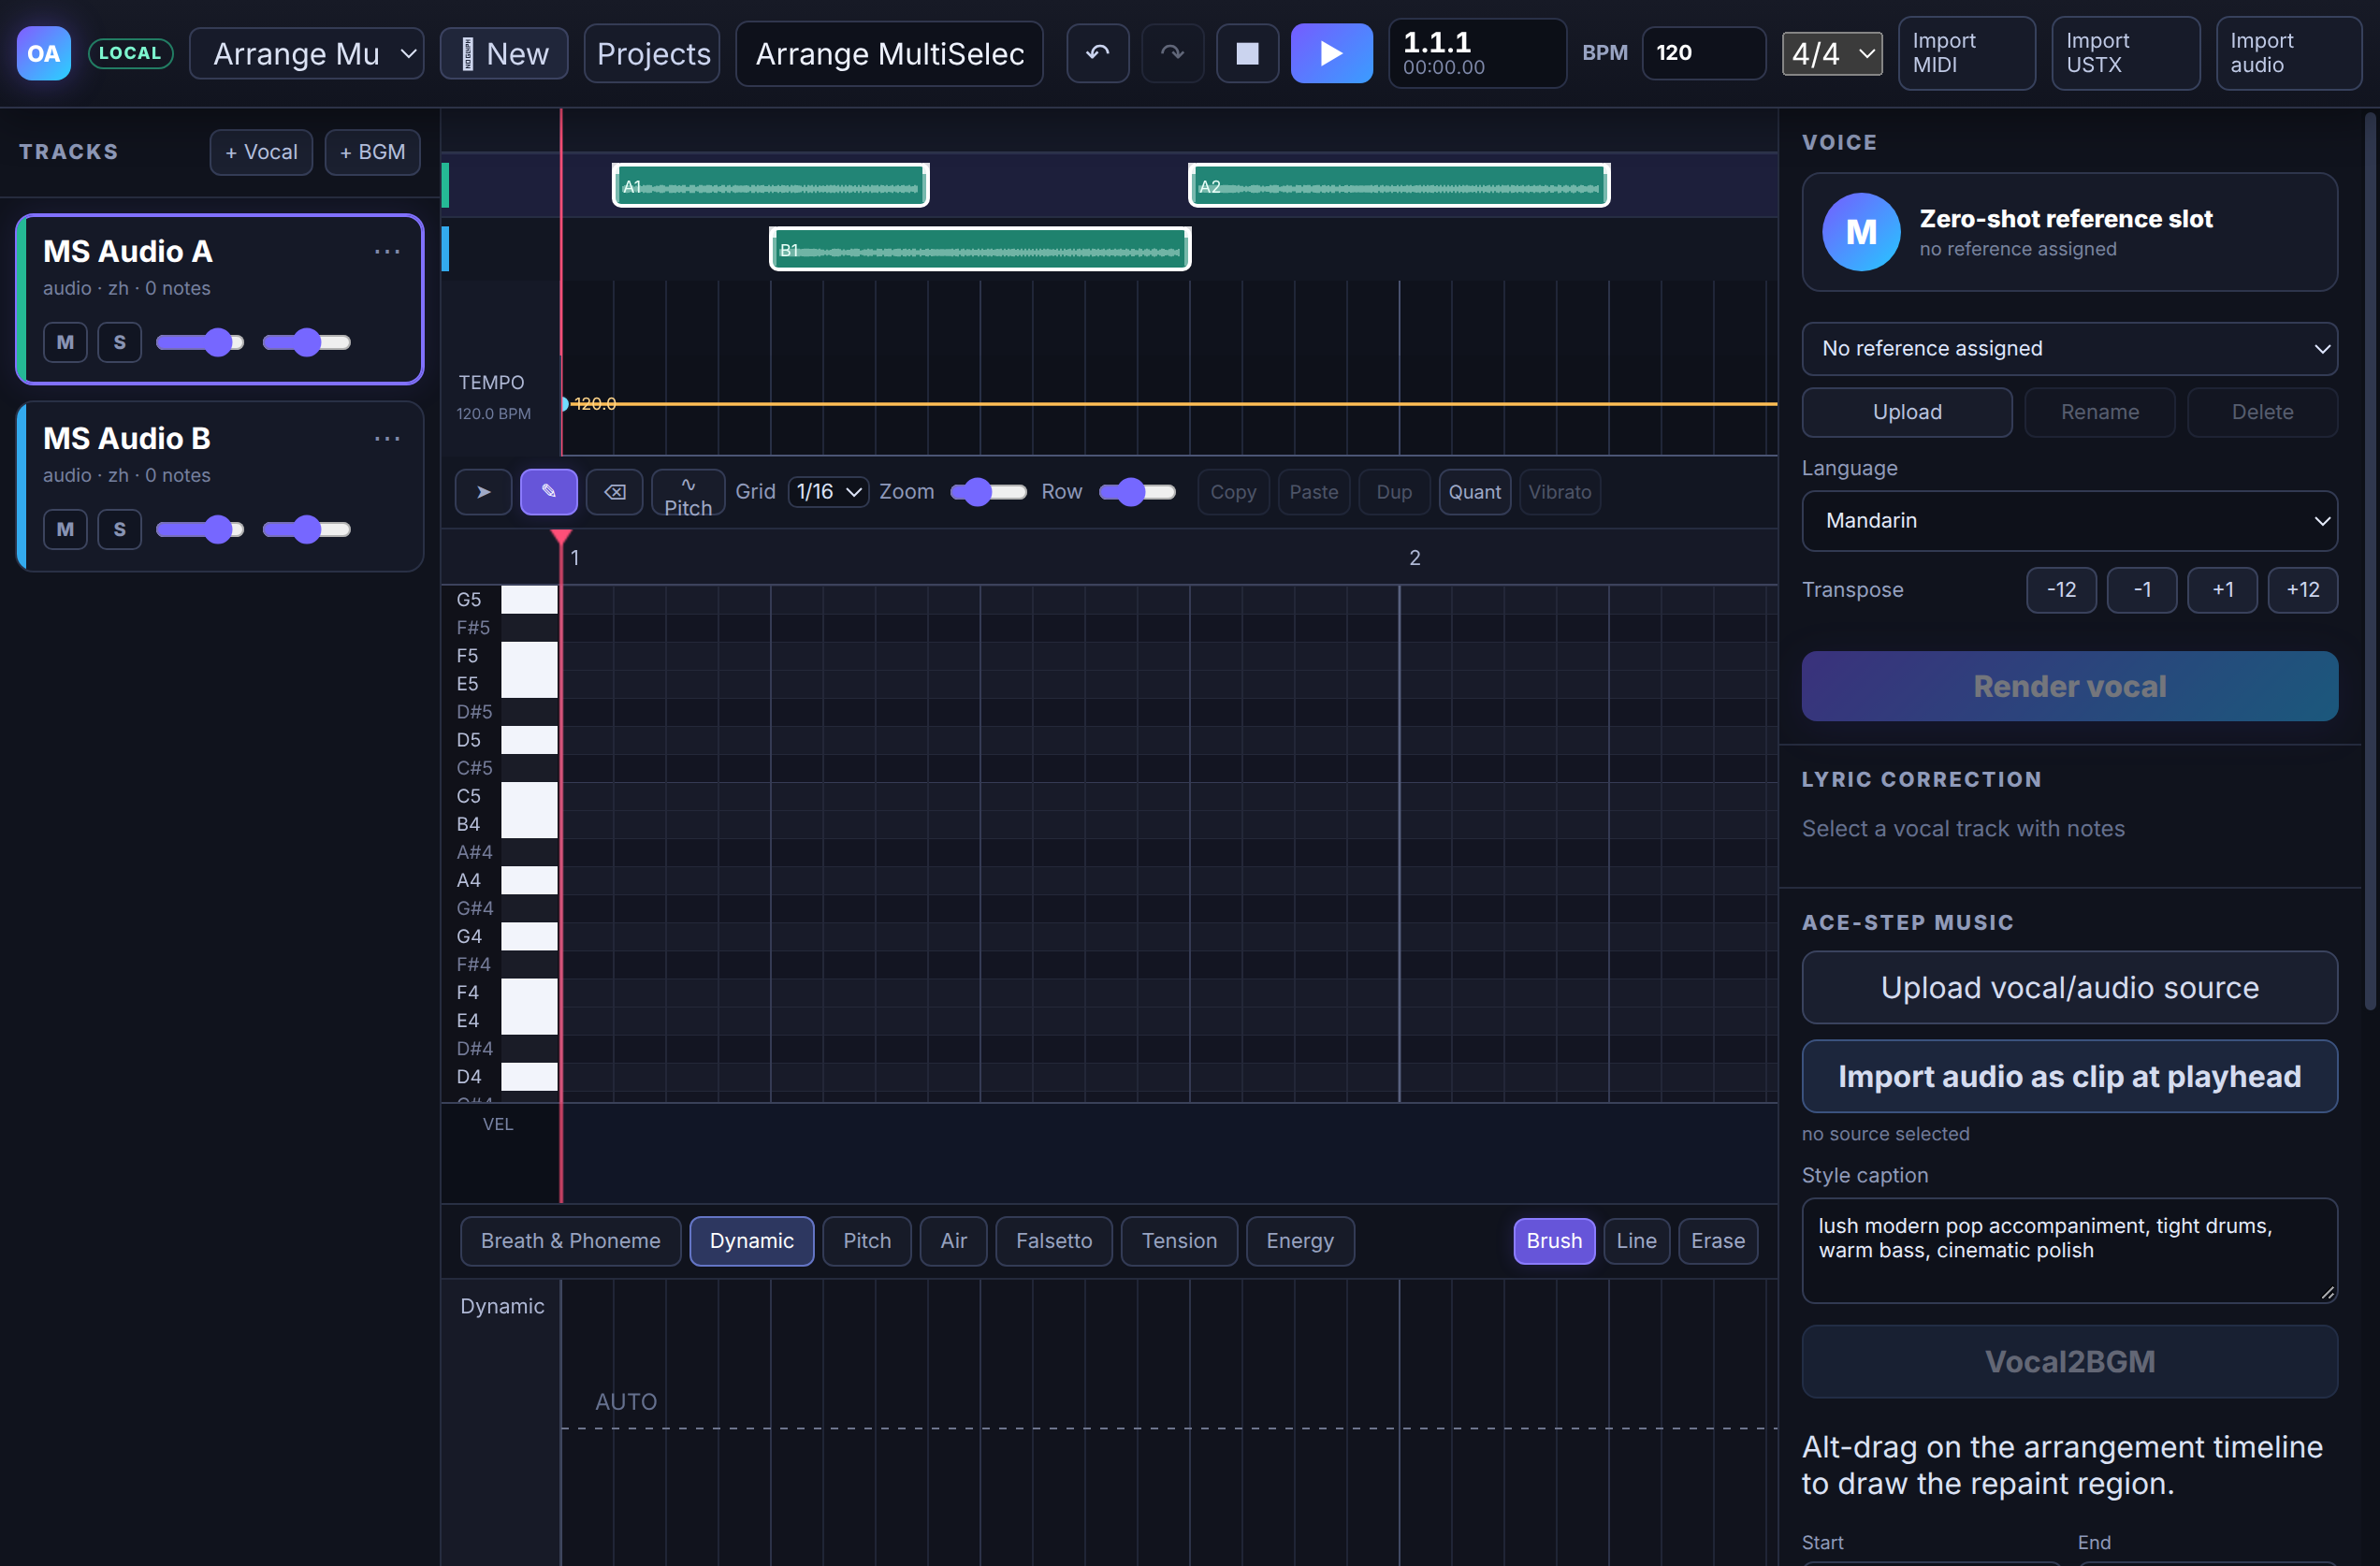 OA
LOCAL
Arrange Mu
New
Projects
Arrange MultiSelec
1.1.1
00:00.00
BPM
120
4/4
Import
MIDI
Import
USTX
Import
audio
TRACKS
+ Vocal
+ BGM
MS Audio A
audio · zh · 0 notes
M
S
MS Audio B
audio · zh · 0 notes
M
S
A1
A2
B1
TEMPO
120.0 BPM
120.0
Pitch
Grid
1/16
Zoom
Row
Copy
Paste
Dup
Quant
Vibrato
1
2
G5
F#5
F5
E5
D#5
D5
C#5
C5
B4
A#4
A4
G#4
G4
F#4
F4
E4
D#4
D4
C#4
VEL
Breath & Phoneme
Dynamic
Pitch
Air
Falsetto
Tension
Energy
Brush
Line
Erase
Dynamic
AUTO
VOICE
M
Zero-shot reference slot
no reference assigned
No reference assigned
Upload
Rename
Delete
Language
Mandarin
Transpose
-12
-1
+1
+12
Render vocal
LYRIC CORRECTION
Select a vocal track with notes
ACE-STEP MUSIC
Upload vocal/audio source
Import audio as clip at playhead
no source selected
Style caption
lush modern pop accompaniment, tight drums,
warm bass, cinematic polish
Vocal2BGM
Alt-drag on the arrangement timeline
to draw the repaint region.
Start
End